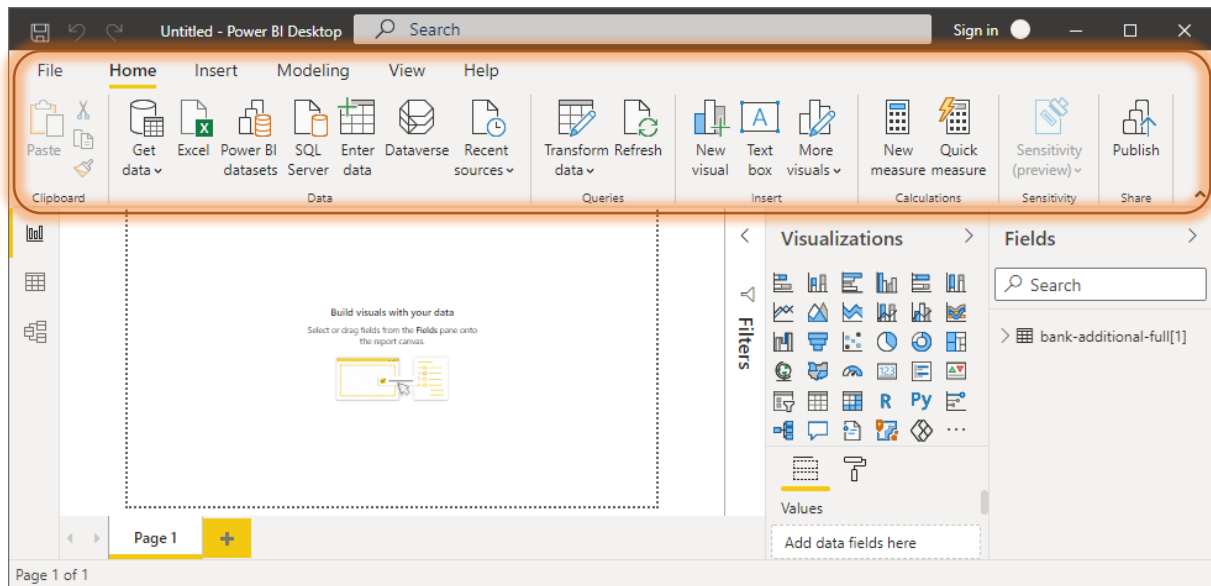 Untitled - Power BI Desktop
Search
Sign in
File Home Insert Modeling View Help
Paste
Get data
Excel
Power BI datasets
SQL Server
Enter data
Dataverse
Recent sources
Transform data
Refresh
New visual
Text box
More visuals
New measure
Quick measure
Sensitivity (preview)
Publish
Clipboard
Data
Queries
Insert
Calculations
Sensitivity
Share
Build visuals with your data
Select or drag fields from the Fields pane onto
the report canvas.
Filters
Visualizations
123
R Py
Values
Add data fields here
Fields
Search
bank-additional-full[1]
Page 1
Page 1 of 1